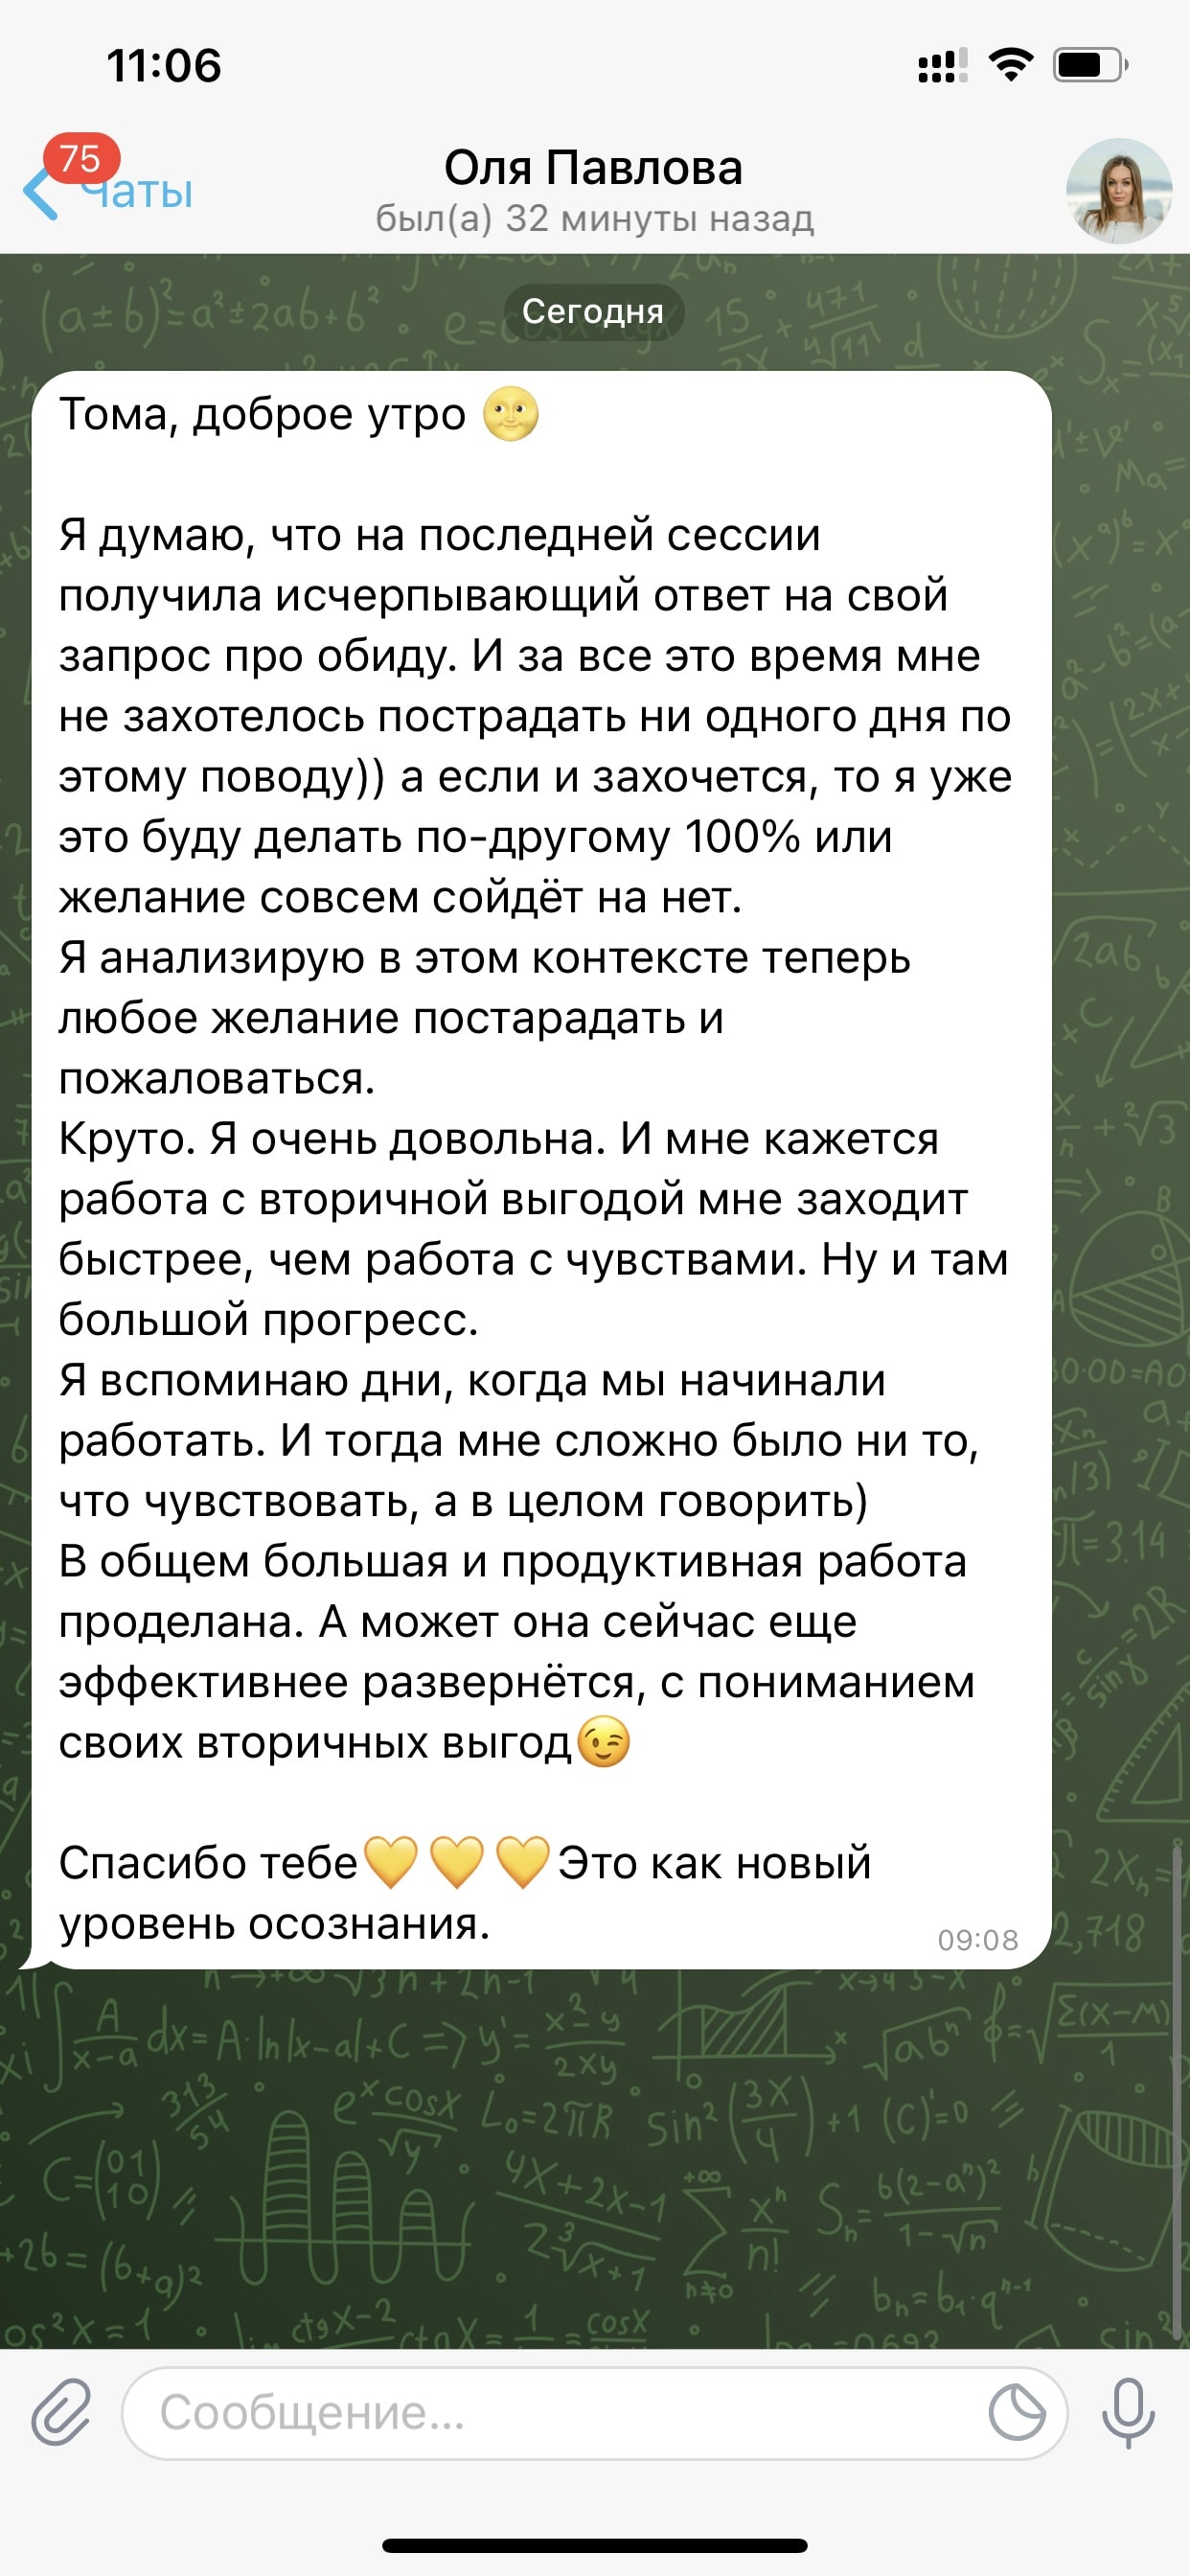 11:06
75
Чаты
Оля Павлова
был(а) 32 минуты назад
Сегодня
Тома, доброе утро 🌝
Я думаю, что на последней сессии
получила исчерпывающий ответ на свой
запрос про обиду. И за все это время мне
не захотелось пострадать ни одного дня по
этому поводу)) а если и захочется, то я уже
это буду делать по-другому 100% или
желание совсем сойдёт на нет.
Я анализирую в этом контексте теперь
любое желание постарадать и
пожаловаться.
Круто. Я очень довольна. И мне кажется
работа с вторичной выгодой мне заходит
быстрее, чем работа с чувствами. Ну и там
большой прогресс.
Я вспоминаю дни, когда мы начинали
работать. И тогда мне сложно было ни то,
что чувствовать, а в целом говорить)
В общем большая и продуктивная работа
проделана. А может она сейчас еще
эффективнее развернётся, с пониманием
своих вторичных выгод😉
Спасибо тебе💛💛💛Это как новый
уровень осознания.
09:08
Сообщение...